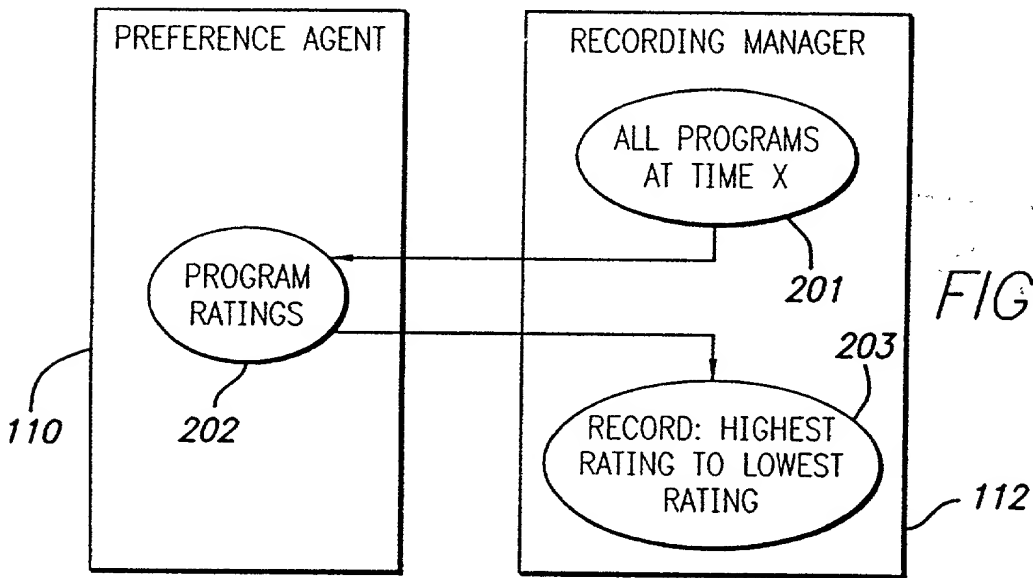 PREFERENCE AGENT
PROGRAM
RATINGS
110
202
RECORDING MANAGER
ALL PROGRAMS
AT TIME X
201
203
RECORD: HIGHEST
RATING TO LOWEST
RATING
112
FIG